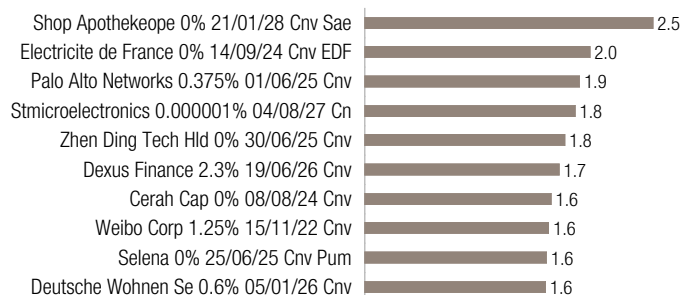 Shop Apothekeope 0% 21/01/28 Cnv Sae 2.5
Electricite de France 0% 14/09/24 Cnv EDF 2.0
Palo Alto Networks 0.375% 01/06/25 Cnv 1.9
Stmicroelectronics 0.000001% 04/08/27 Cn 1.8
Zhen Ding Tech Hld 0% 30/06/25 Cnv 1.8
Dexus Finance 2.3% 19/06/26 Cnv 1.7
Cerah Cap 0% 08/08/24 Cnv 1.6
Weibo Corp 1.25% 15/11/22 Cnv 1.6
Selena 0% 25/06/25 Cnv Pum 1.6
Deutsche Wohnen Se 0.6% 05/01/26 Cnv 1.6